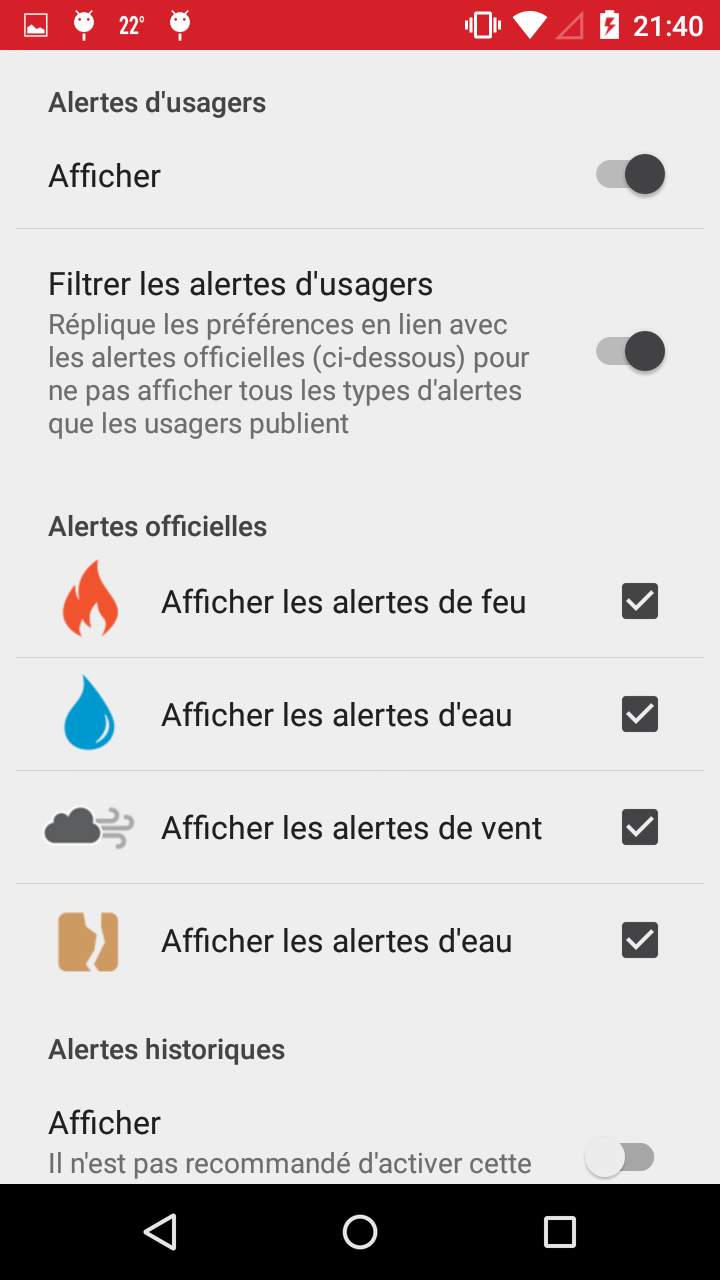 22°
21:40
Alertes d'usagers
Afficher
Filtrer les alertes d'usagers
Réplique les préférences en lien avec
les alertes officielles (ci-dessous) pour
ne pas afficher tous les types d'alertes
que les usagers publient
Alertes officielles
Afficher les alertes de feu
Afficher les alertes d'eau
Afficher les alertes de vent
Afficher les alertes d'eau
Alertes historiques
Afficher
Il n'est pas recommandé d'activer cette